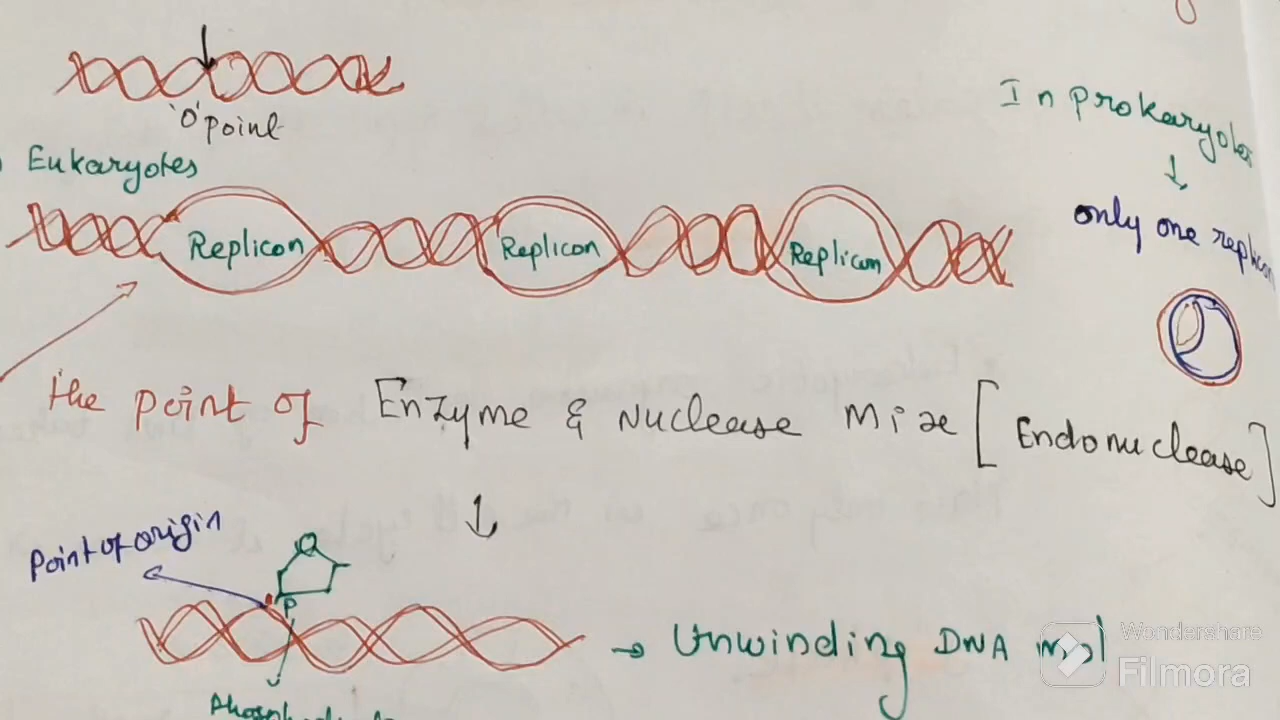 'O' point
Eukaryotes
In prokaryotes
only one replicon
Replicon Replicon Replicon
the point of Enzyme & Nuclease Mix [Endonuclease]
Point of origin
P
→ Unwinding DNA mol
Wondershare
Filmora